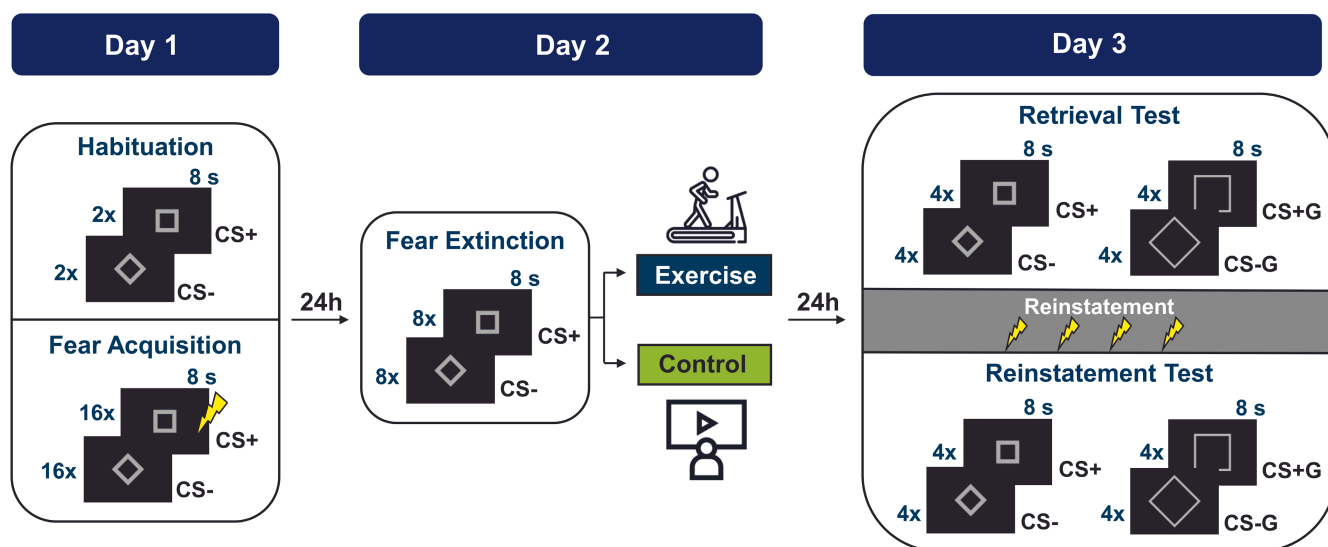 Day 1
Day 2
Day 3
Habituation
8 s
2x
CS+
2x
CS-
Fear Acquisition
8 s
16x
CS+
16x
CS-
24h
Fear Extinction
8 s
8x
CS+
8x
CS-
Exercise
Control
24h
Retrieval Test
8 s
8 s
4x
CS+
4x
CS+G
4x
CS-
4x
CS-G
Reinstatement
Reinstatement Test
8 s
8 s
4x
CS+
4x
CS+G
4x
CS-
4x
CS-G